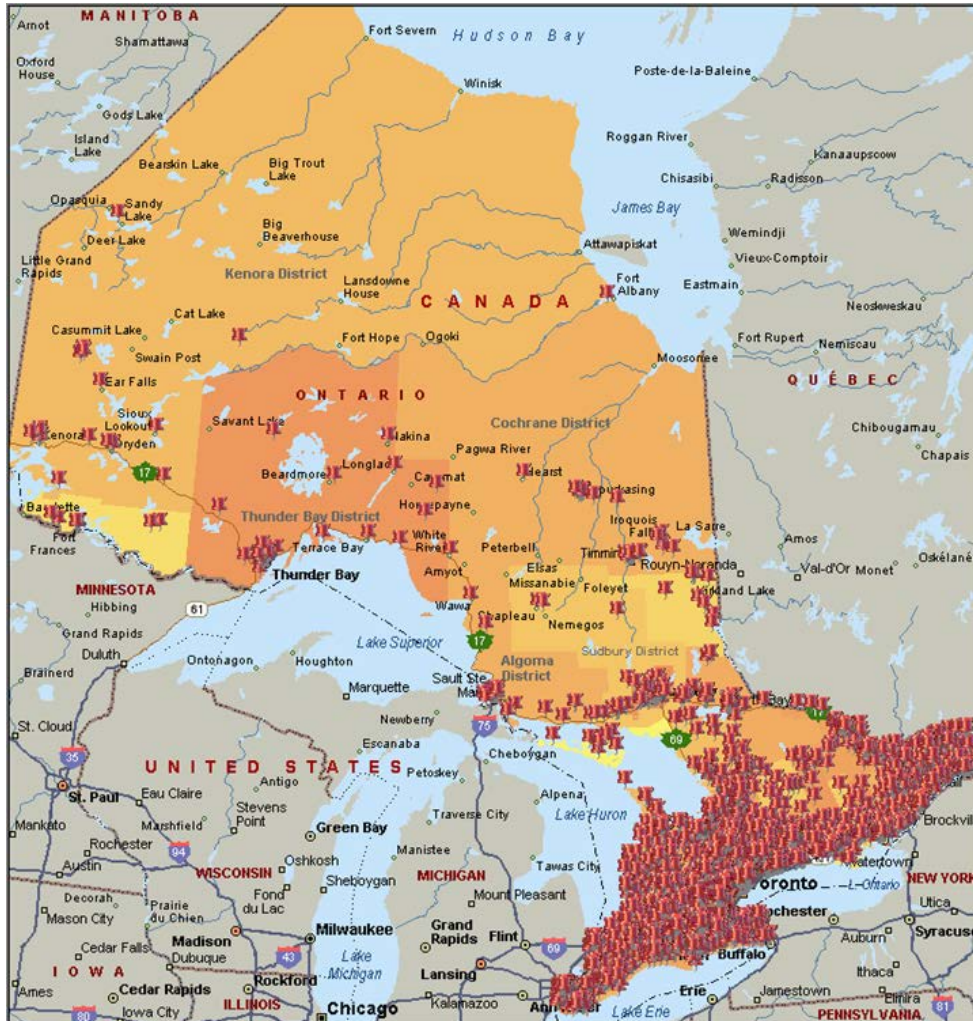 MANITOBA
Arnot
Shamattawa
Fort Severn
Hudson Bay
Oxford
House
Winisk
Poste-de-la-Baleine
Gods Lake
Island
Lake
Roggan River
Kanaaupscow
Bearskin Lake
Big Trout
Lake
Chisasibi
Radisson
Opasquia
Sandy
Lake
James Bay
Deer Lake
Big
Beaverhouse
Attawapiskat
Wemindji
Little Grand
Rapids
Vieux-Comptoir
Kenora District
Lansdowne
House
CANADA
Fort
Albany
Eastmain
Neoskweskau
Cat Lake
Casummit Lake
Swain Post
Fort Hope
Ogoki
Fort Rupert
Nemiscau
Moosonee
Ear Falls
QUÉBEC
ONTARIO
Sioux
Lookout
Savant Lake
Cochrane District
Chibougamau
Chapais
Pagwa River
17
Beardmore
Thunder Bay District
Fort
Frances
Iroquois
La Sarre
Amos
White
River
Terrace Bay
Peterbell
Elsas
Rouyn-Noranda
Val-d'Or
Monet
Oskélané
Thunder Bay
Amyot
Missanabie
Foleyet
MINNESOTA
Hibbing
61
Wawa
Chapleau
Nemegos
Grand Rapids
Lake Superior
17
Sudbury District
Duluth
Ontonagon
Houghton
Algoma
District
Brainerd
Marquette
Sault Ste.
Newberry
17
St. Cloud
75
69
Escanaba
Cheboygan
35
UNITED STATES
Petoskey
St. Paul
Antigo
Alpena
Eau Claire
Stevens
Point
Traverse City
Lake Huron
Mankato
Marshfield
Green Bay
Brockvil
Rochester
94
Manistee
Tawas City
Watertown
Austin
WISCONSIN
Oshkosh
MICHIGAN
NEW YORK
Decorah
Fond
du Lac
Sheboygan
Mount Pleasant
L. Ontario
Mason City
Prairie
du Chien
Utica
Madison
Milwaukee
Grand
Rapids
Flint
69
Syracuse
Cedar Falls
Auburn
Dubuque
43
Lake
Michigan
Lansing
Buffalo
IOWA
Rockford
Ithaca
Ames
Cedar Rapids
Kalamazoo
Erie
Jamestown
Elmira
80
Iowa City
ILLINOIS
Chicago
Lake Erie
PENNSYLVANIA
81